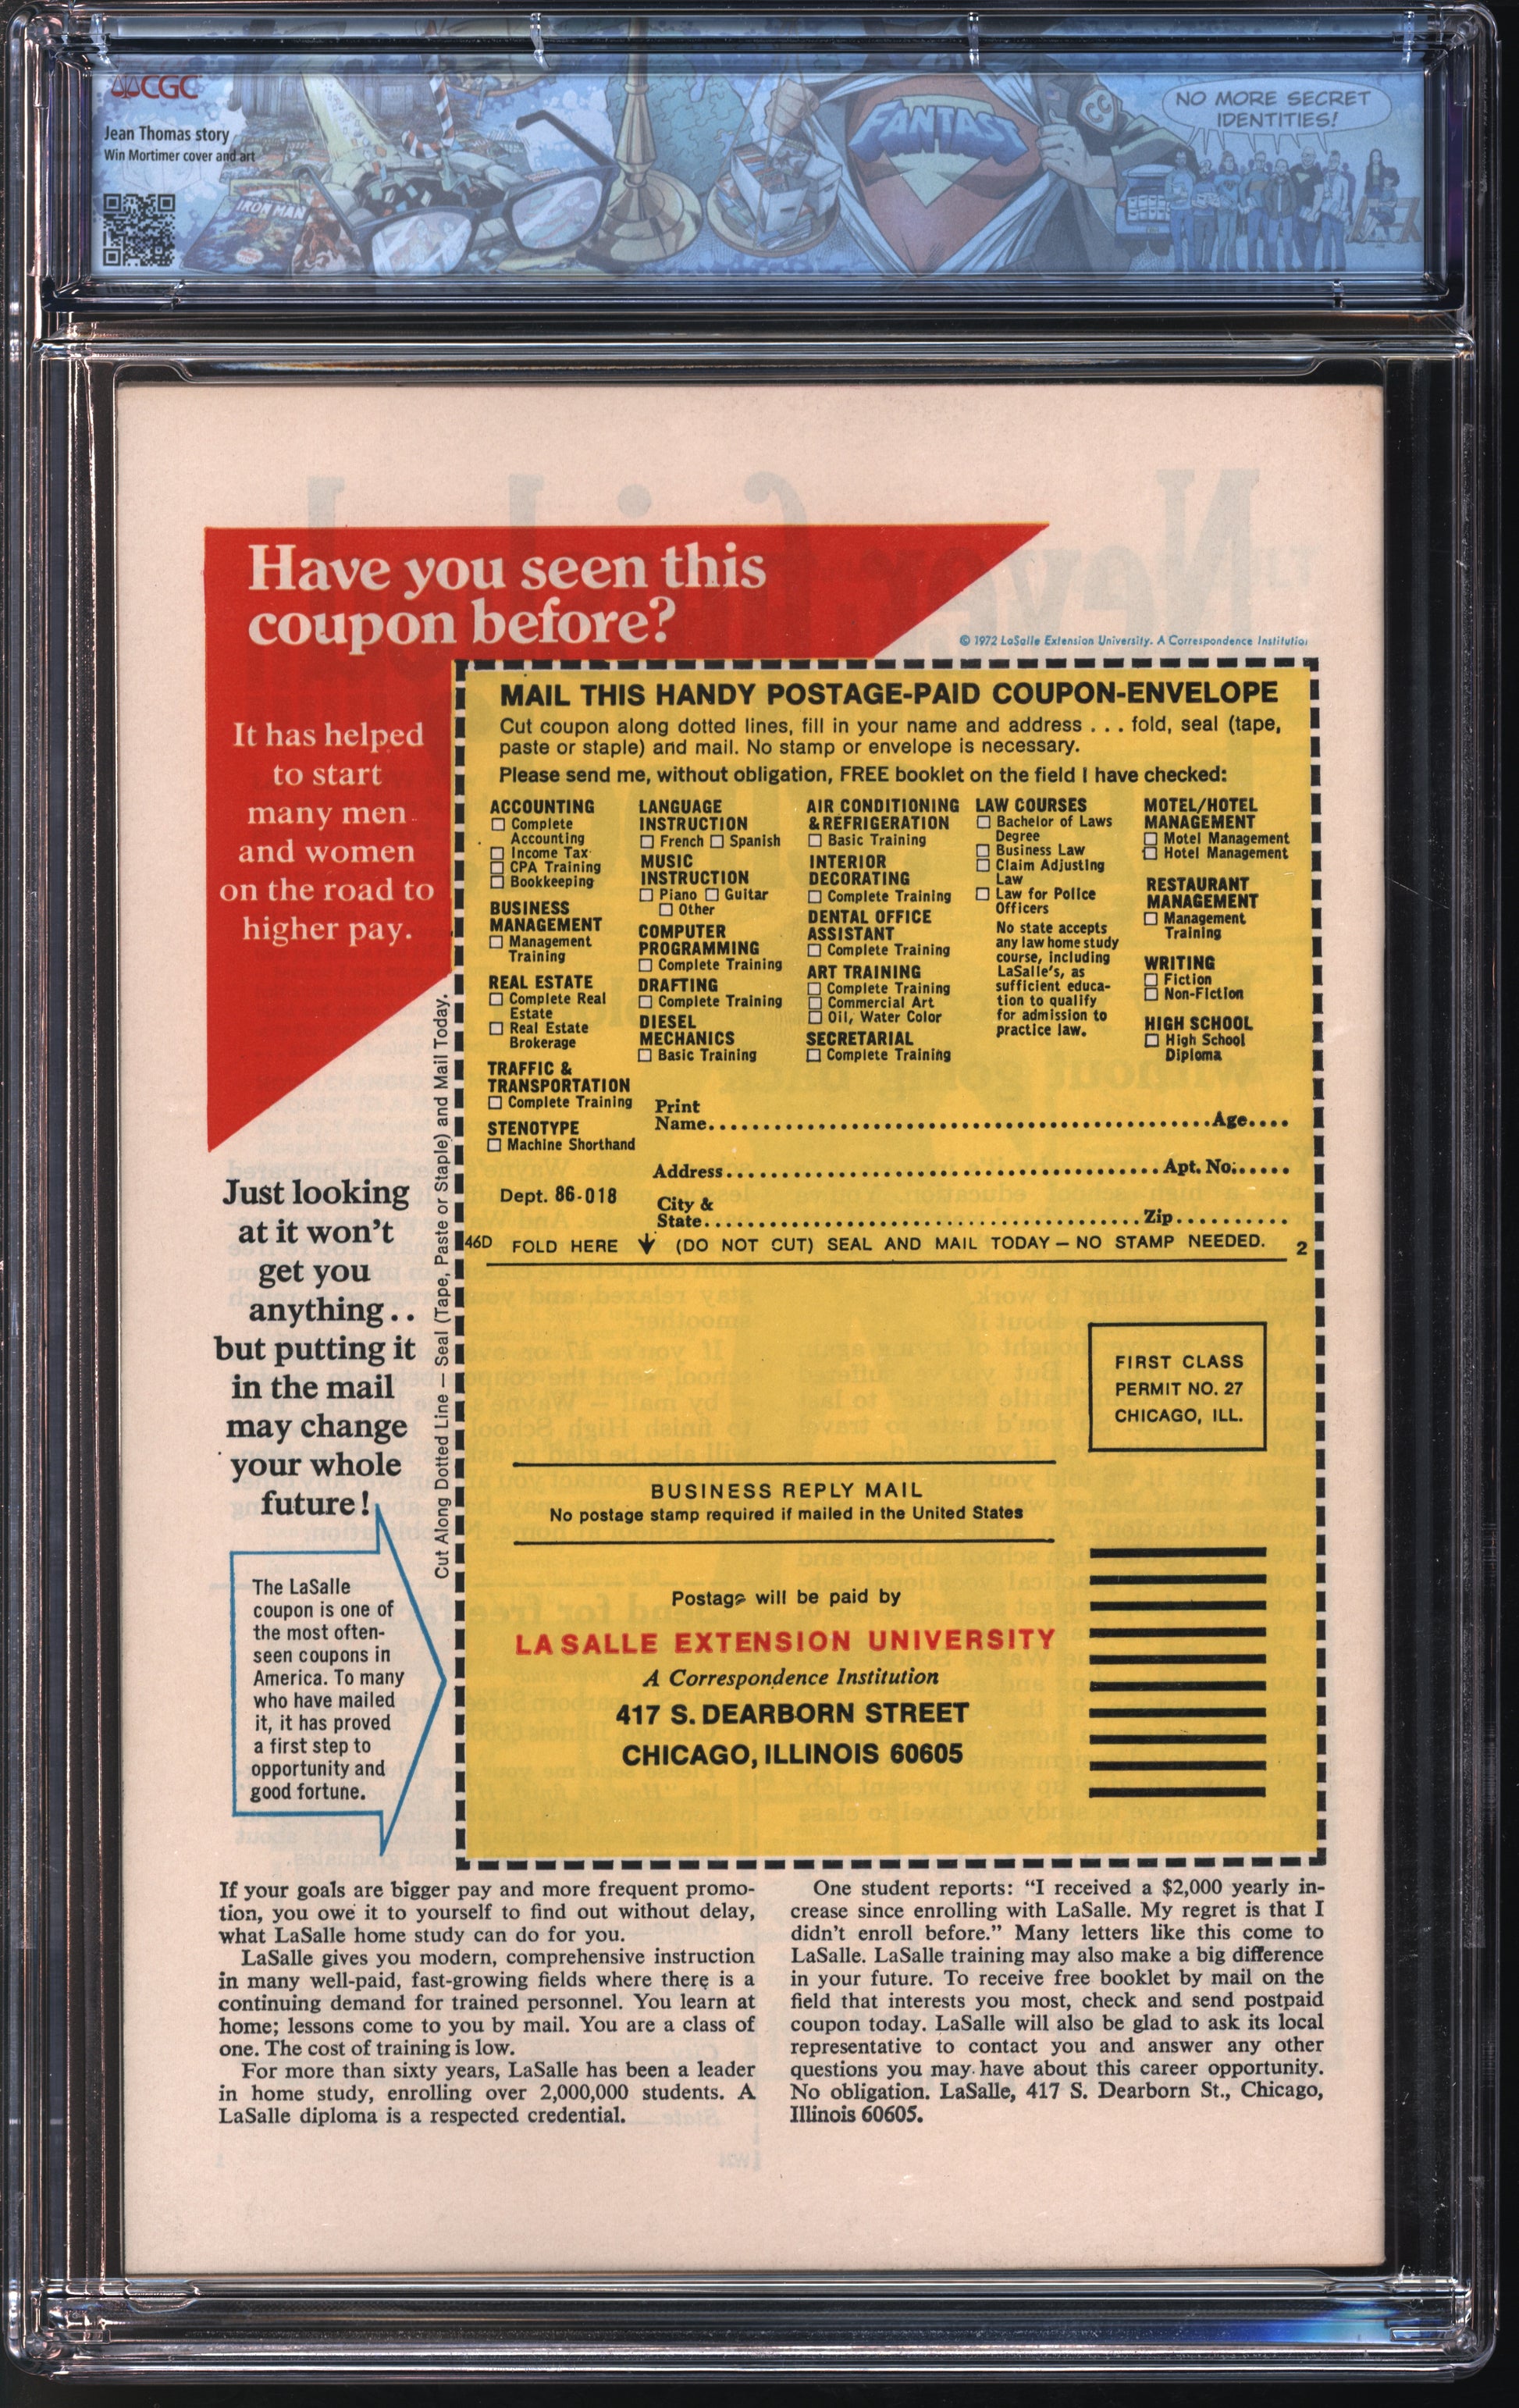 CGC
Jean Thomas story
Win Mortimer cover and art
IRON MAN
FANTAST
CC
NO MORE SECRET
IDENTITIES!
Have you seen this
coupon before?
© 1972 LaSalle Extension University. A Correspondence Institution
It has helped
to start
many men
and women
on the road to
higher pay.
Just looking
at it won't
get you
anything..
but putting it
in the mail
may change
your whole
future!
The LaSalle
coupon is one of
the most often-
seen coupons in
America. To many
who have mailed
it, it has proved
a first step to
opportunity and
good fortune.
Cut Along Dotted Line — Seal (Tape, Paste or Staple) and Mail Today.
MAIL THIS HANDY POSTAGE-PAID COUPON-ENVELOPE
Cut coupon along dotted lines, fill in your name and address . . . fold, seal (tape,
paste or staple) and mail. No stamp or envelope is necessary.
Please send me, without obligation, FREE booklet on the field I have checked:
ACCOUNTING
☐ Complete
Accounting
☐ Income Tax
☐ CPA Training
☐ Bookkeeping
BUSINESS
MANAGEMENT
☐ Management
Training
REAL ESTATE
☐ Complete Real
Estate
☐ Real Estate
Brokerage
TRAFFIC &
TRANSPORTATION
☐ Complete Training
STENOTYPE
☐ Machine Shorthand
LANGUAGE
INSTRUCTION
☐ French ☐ Spanish
MUSIC
INSTRUCTION
☐ Piano ☐ Guitar
☐ Other
COMPUTER
PROGRAMMING
☐ Complete Training
DRAFTING
☐ Complete Training
DIESEL
MECHANICS
☐ Basic Training
AIR CONDITIONING
& REFRIGERATION
☐ Basic Training
INTERIOR
DECORATING
☐ Complete Training
DENTAL OFFICE
ASSISTANT
☐ Complete Training
ART TRAINING
☐ Complete Training
☐ Commercial Art
☐ Oil, Water Color
SECRETARIAL
☐ Complete Training
LAW COURSES
☐ Bachelor of Laws
Degree
☐ Business Law
☐ Claim Adjusting
Law
☐ Law for Police
Officers
No state accepts
any law home study
course, including
LaSalle's, as
sufficient educa-
tion to qualify
for admission to
practice law.
MOTEL/HOTEL
MANAGEMENT
☐ Motel Management
☐ Hotel Management
RESTAURANT
MANAGEMENT
☐ Management
Training
WRITING
☐ Fiction
☐ Non-Fiction
HIGH SCHOOL
☐ High School
Diploma
Print
Name..........Age....
Address..........Apt. No.....
Dept. 86-018
City &
State..........Zip..........
46D FOLD HERE ↓ (DO NOT CUT) SEAL AND MAIL TODAY — NO STAMP NEEDED. 2
FIRST CLASS
PERMIT NO. 27
CHICAGO, ILL.
BUSINESS REPLY MAIL
No postage stamp required if mailed in the United States
Postage will be paid by
LA SALLE EXTENSION UNIVERSITY
A Correspondence Institution
417 S. DEARBORN STREET
CHICAGO, ILLINOIS 60605
If your goals are bigger pay and more frequent promo-
tion, you owe it to yourself to find out without delay,
what LaSalle home study can do for you.
LaSalle gives you modern, comprehensive instruction
in many well-paid, fast-growing fields where there is a
continuing demand for trained personnel. You learn at
home; lessons come to you by mail. You are a class of
one. The cost of training is low.
For more than sixty years, LaSalle has been a leader
in home study, enrolling over 2,000,000 students. A
LaSalle diploma is a respected credential.
One student reports: "I received a $2,000 yearly in-
crease since enrolling with LaSalle. My regret is that I
didn't enroll before." Many letters like this come to
LaSalle. LaSalle training may also make a big difference
in your future. To receive free booklet by mail on the
field that interests you most, check and send postpaid
coupon today. LaSalle will also be glad to ask its local
representative to contact you and answer any other
questions you may have about this career opportunity.
No obligation. LaSalle, 417 S. Dearborn St., Chicago,
Illinois 60605.